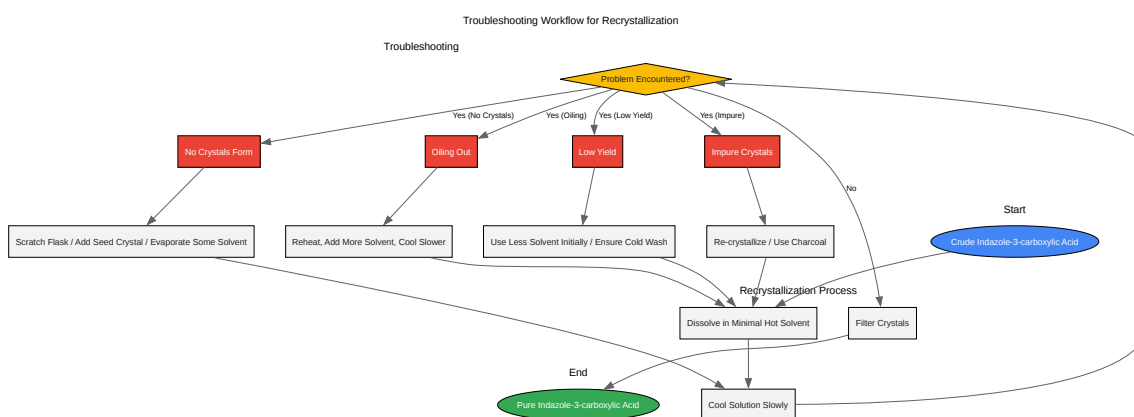 Troubleshooting Workflow for Recrystallization
Troubleshooting
Problem Encountered?
Yes (No Crystals)
Yes (Oiling)
Yes (Low Yield)
Yes (Impure)
No Crystals Form
Oiling Out
Low Yield
Impure Crystals
No
Start
Scratch Flask / Add Seed Crystal / Evaporate Some Solvent
Reheat, Add More Solvent, Cool Slower
Use Less Solvent Initially / Ensure Cold Wash
Re-crystallize / Use Charcoal
Crude Indazole-3-carboxylic Acid
Recrystallization Process
Dissolve in Minimal Hot Solvent
Filter Crystals
End
Pure Indazole-3-carboxylic Acid
Cool Solution Slowly